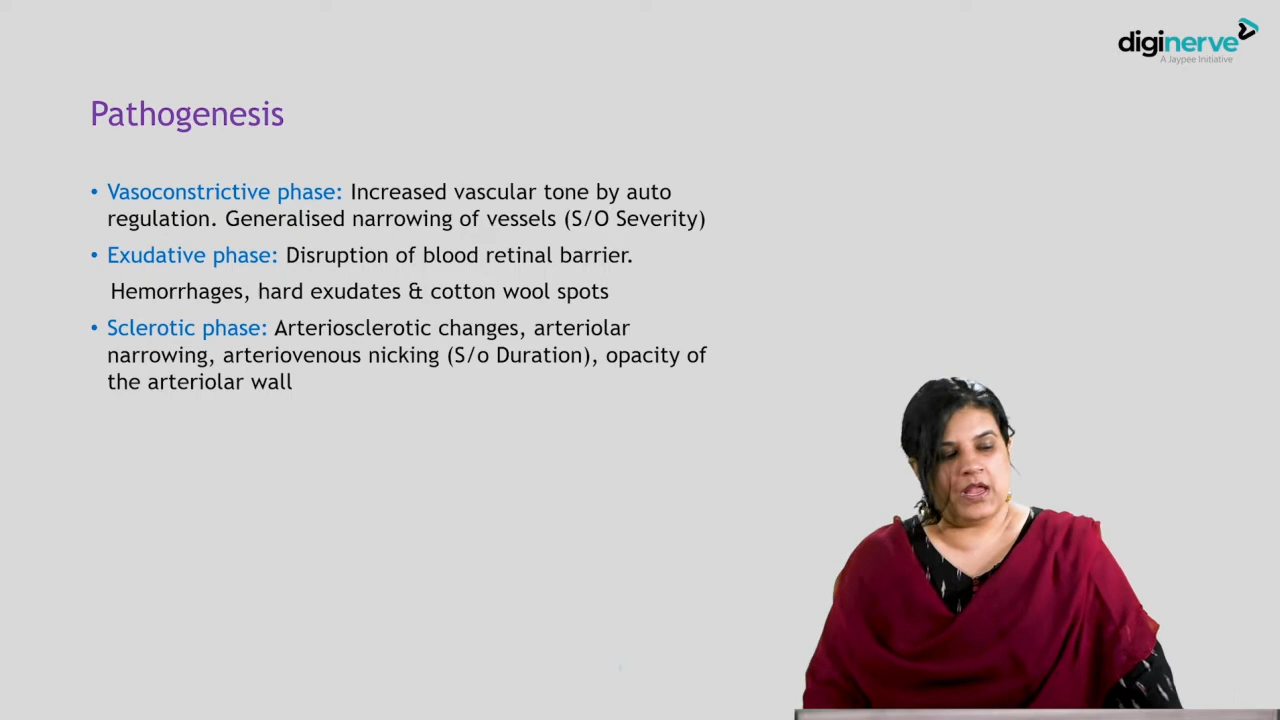 diginerve
A Jaypee Initiative
Pathogenesis
• Vasoconstrictive phase: Increased vascular tone by auto
regulation. Generalised narrowing of vessels (S/O Severity)
• Exudative phase: Disruption of blood retinal barrier.
Hemorrhages, hard exudates & cotton wool spots
• Sclerotic phase: Arteriosclerotic changes, arteriolar
narrowing, arteriovenous nicking (S/o Duration), opacity of
the arteriolar wall